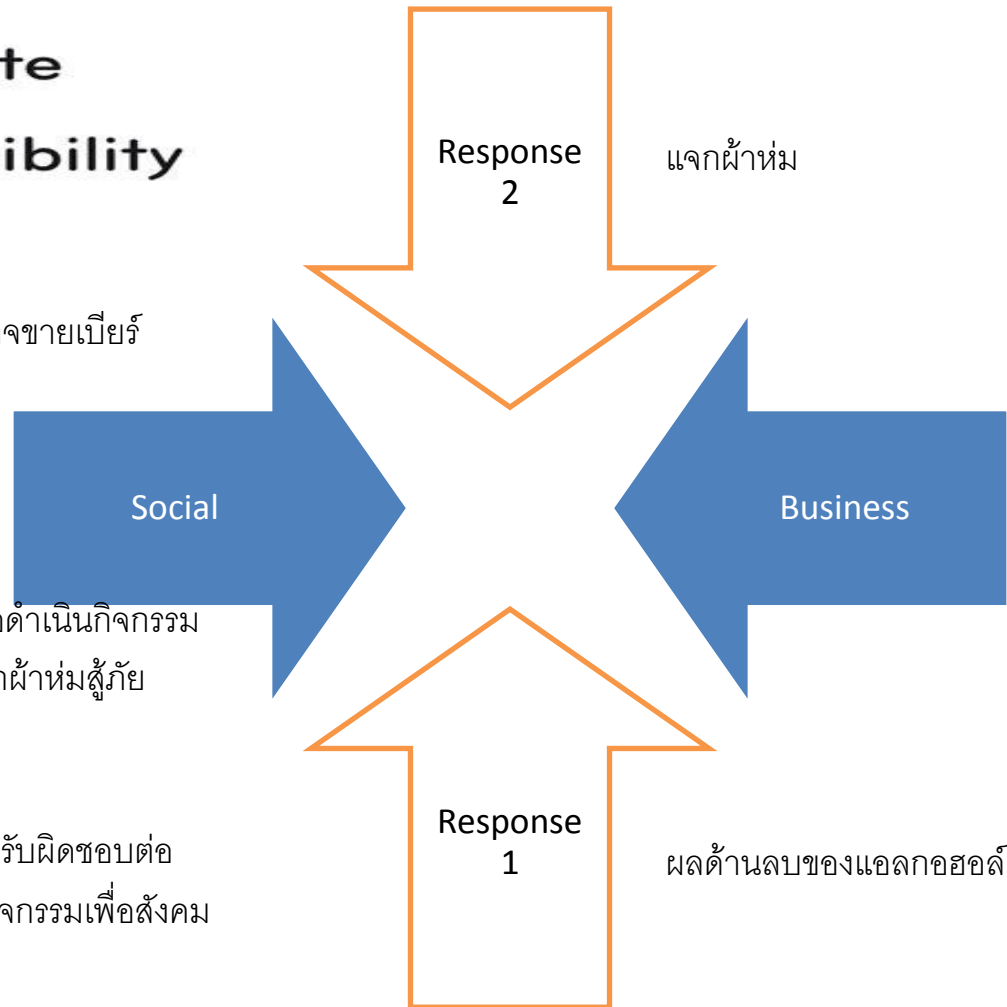 te
ibility
Response
2
แจกผ้าห่ม
จขายเบียร์
Social
Business
ดำเนินกิจกรรม
ผ้าห่มสู้ภัย
Response
1
รับผิดชอบต่อ
จกรรมเพื่อสังคม
ผลด้านลบของแอลกอฮอล์